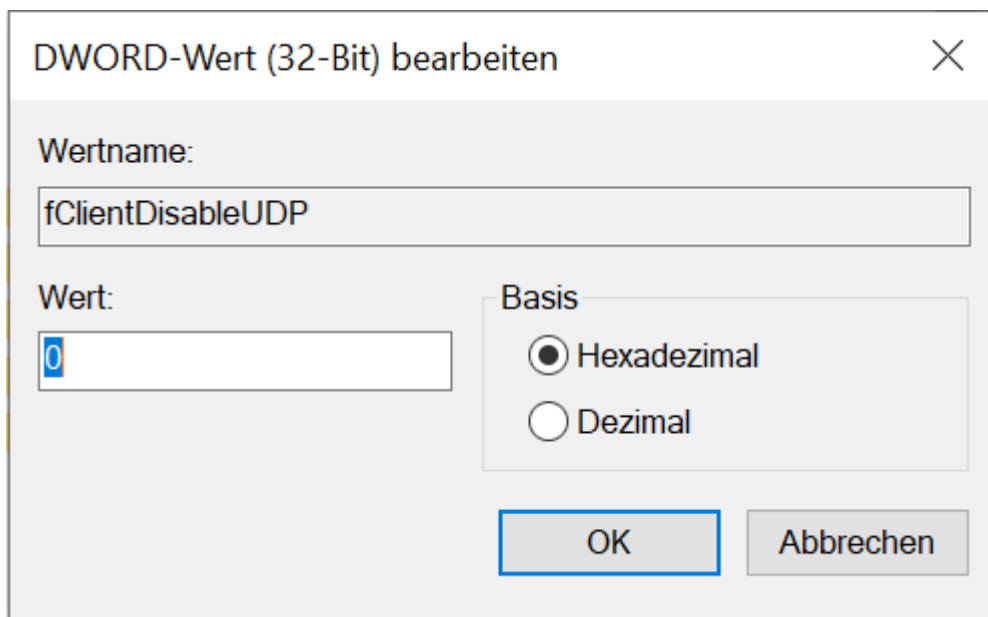 DWORD-Wert (32-Bit) bearbeiten
Wertname:
fClientDisableUDP
Wert:
0
Basis
Hexadezimal
Dezimal
OK
Abbrechen